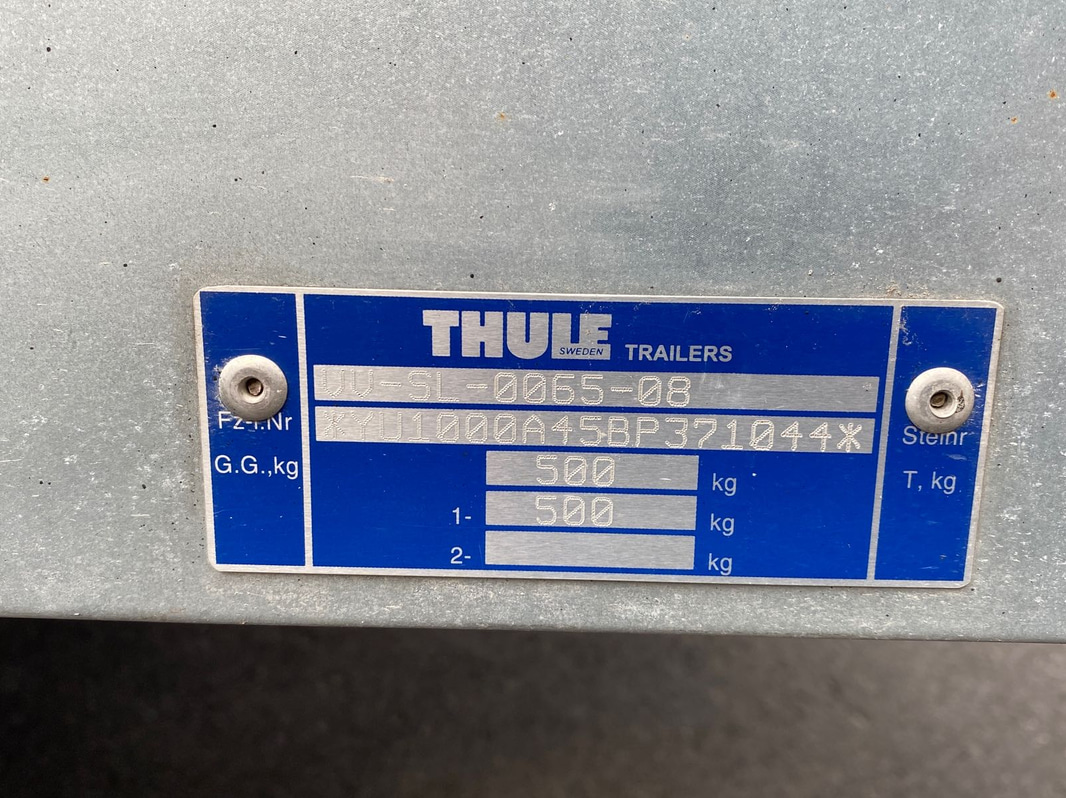 THULE
SWEDEN TRAILERS
VV-SL-0065-08
Fz-I.Nr *YU1000A45BP371044* Steinr
G.G.,kg 500 kg T, kg
1- 500 kg
2- kg